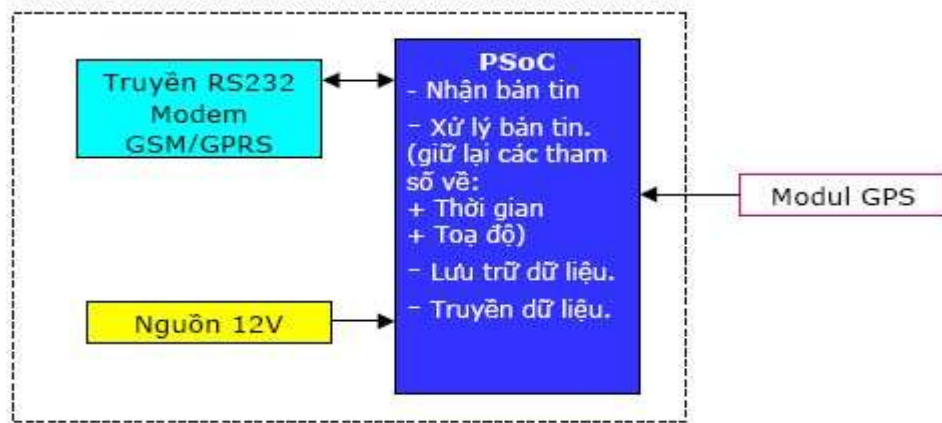 Truyền RS232
Modem
GSM/GPRS
Nguồn 12V
PSoC
- Nhận bản tin
- Xử lý bản tin.
(giữ lại các tham
số về:
+ Thời gian
+ Toạ độ)
- Lưu trữ dữ liệu.
- Truyền dữ liệu.
Modul GPS